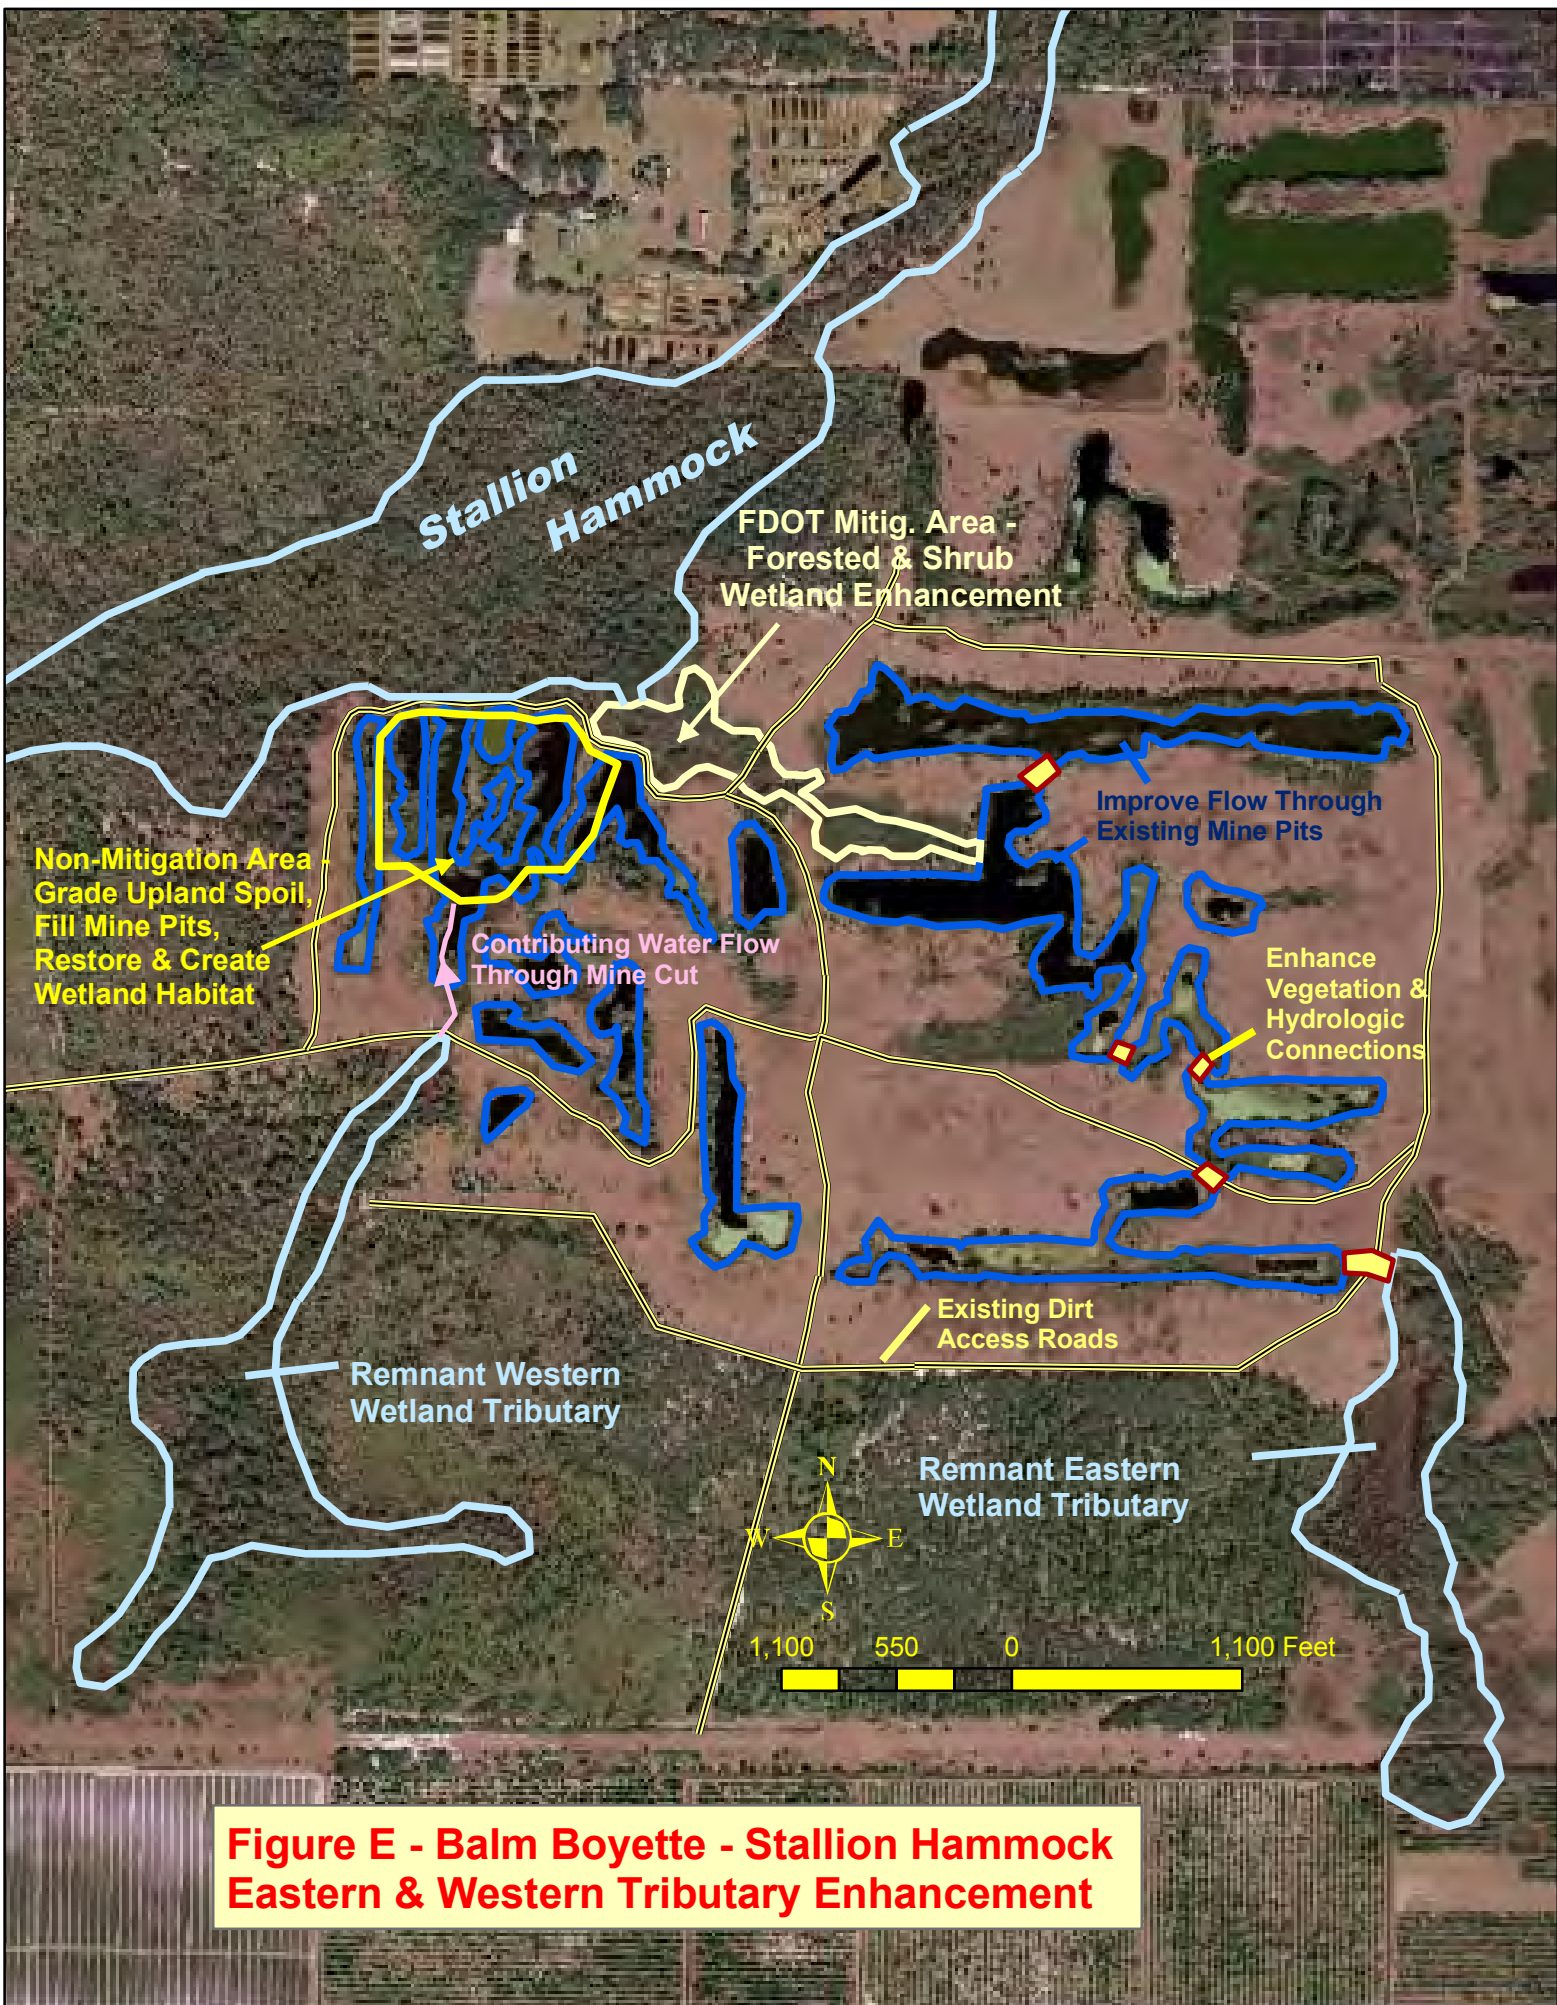 Stallion
Hammock
FDOT Mitig. Area -
Forested & Shrub
Wetland Enhancement
Improve Flow Through
Existing Mine Pits
Non-Mitigation Area -
Grade Upland Spoil,
Fill Mine Pits,
Restore & Create
Wetland Habitat
Contributing Water Flow
Through Mine Cut
Enhance
Vegetation &
Hydrologic
Connections
Existing Dirt
Access Roads
Remnant Western
Wetland Tributary
Remnant Eastern
Wetland Tributary
N
W E
S
1,100 550 0 1,100 Feet
Figure E - Balm Boyette - Stallion Hammock
Eastern & Western Tributary Enhancement